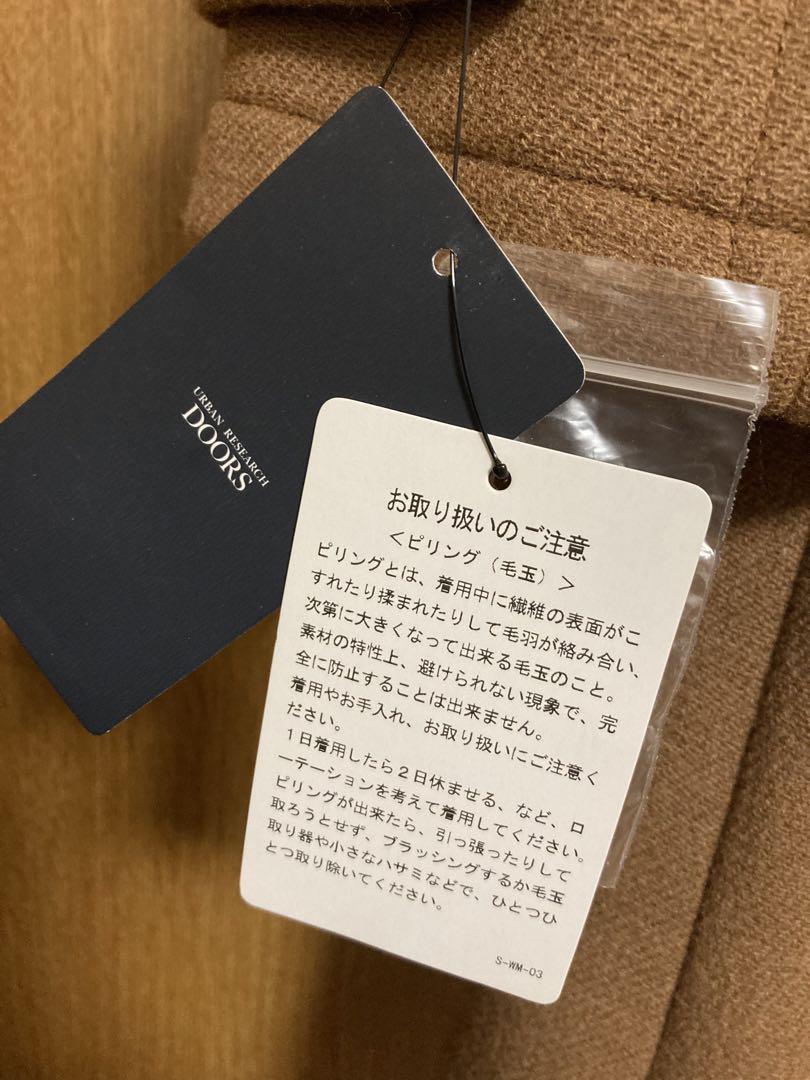 URBAN RESEARCH
DOORS
お取り扱いのご注意
＜ピリング（毛玉）＞
ピリングとは、着用中に繊維の表面がこ
すれたり揉まれたりして毛羽が絡み合い、
次第に大きくなって出来る毛玉のこと。
素材の特性上、避けられない現象で、完
全に防止することは出来ません。
着用やお手入れ、お取り扱いにご注意く
ださい。
１日着用したら２日休ませる、など、ロ
ーテーションを考えて着用してください。
ピリングが出来たら、引っ張ったりして
取ろうとせず、ブラッシングするか毛玉
取り器や小さなハサミなどで、ひとつひ
とつ取り除いてください。
S-WM-03